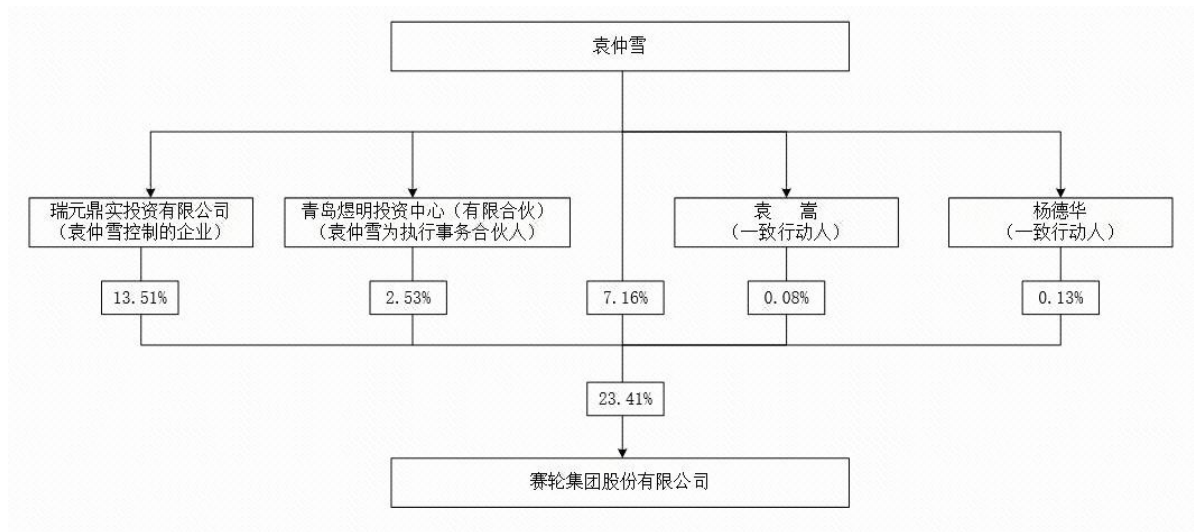 袁仲雪
瑞元鼎实投资有限公司
（袁仲雪控制的企业）
青岛煜明投资中心（有限合伙）
（袁仲雪为执行事务合伙人）
袁　嵩
（一致行动人）
杨德华
（一致行动人）
13.51%
2.53%
7.16%
0.08%
0.13%
23.41%
赛轮集团股份有限公司